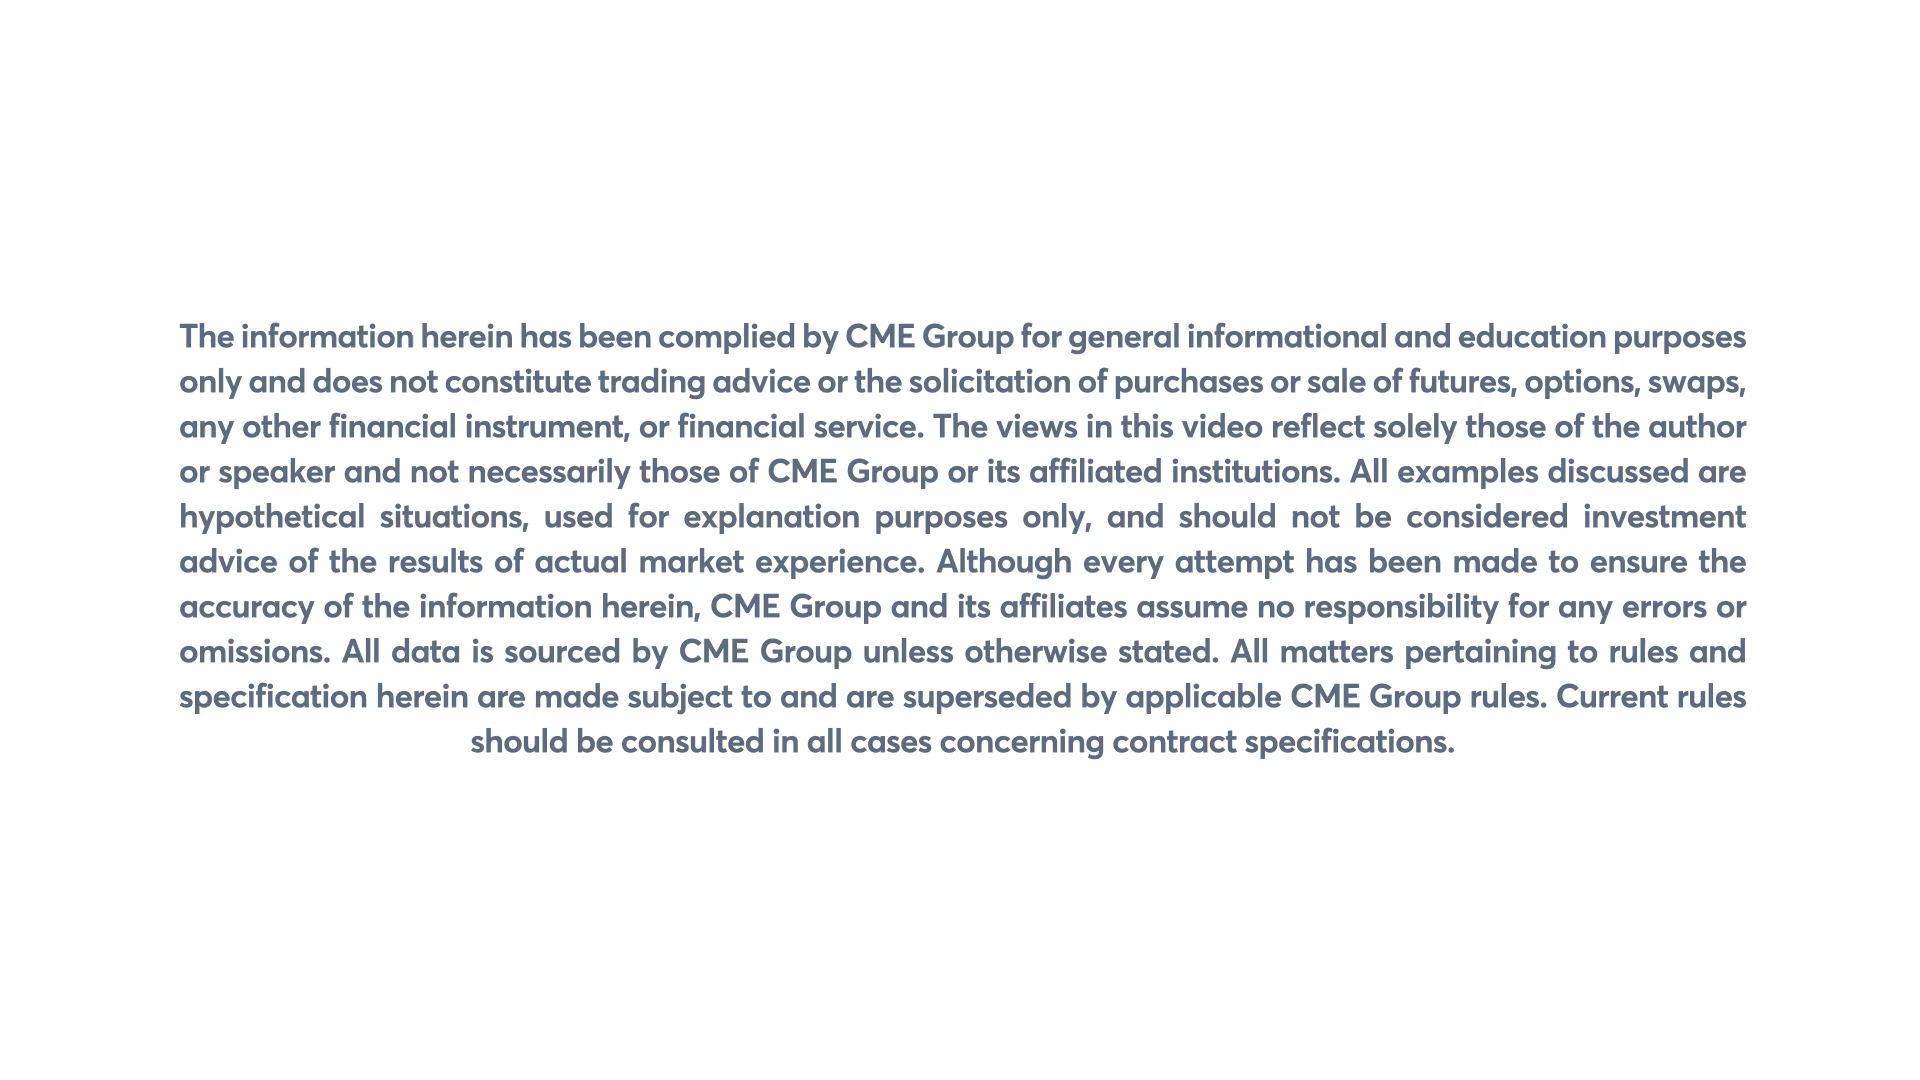 The information herein has been complied by CME Group for general informational and education purposes
only and does not constitute trading advice or the solicitation of purchases or sale of futures, options, swaps,
any other financial instrument, or financial service. The views in this video reflect solely those of the author
or speaker and not necessarily those of CME Group or its affiliated institutions. All examples discussed are
hypothetical situations, used for explanation purposes only, and should not be considered investment
advice of the results of actual market experience. Although every attempt has been made to ensure the
accuracy of the information herein, CME Group and its affiliates assume no responsibility for any errors or
omissions. All data is sourced by CME Group unless otherwise stated. All matters pertaining to rules and
specification herein are made subject to and are superseded by applicable CME Group rules. Current rules
should be consulted in all cases concerning contract specifications.